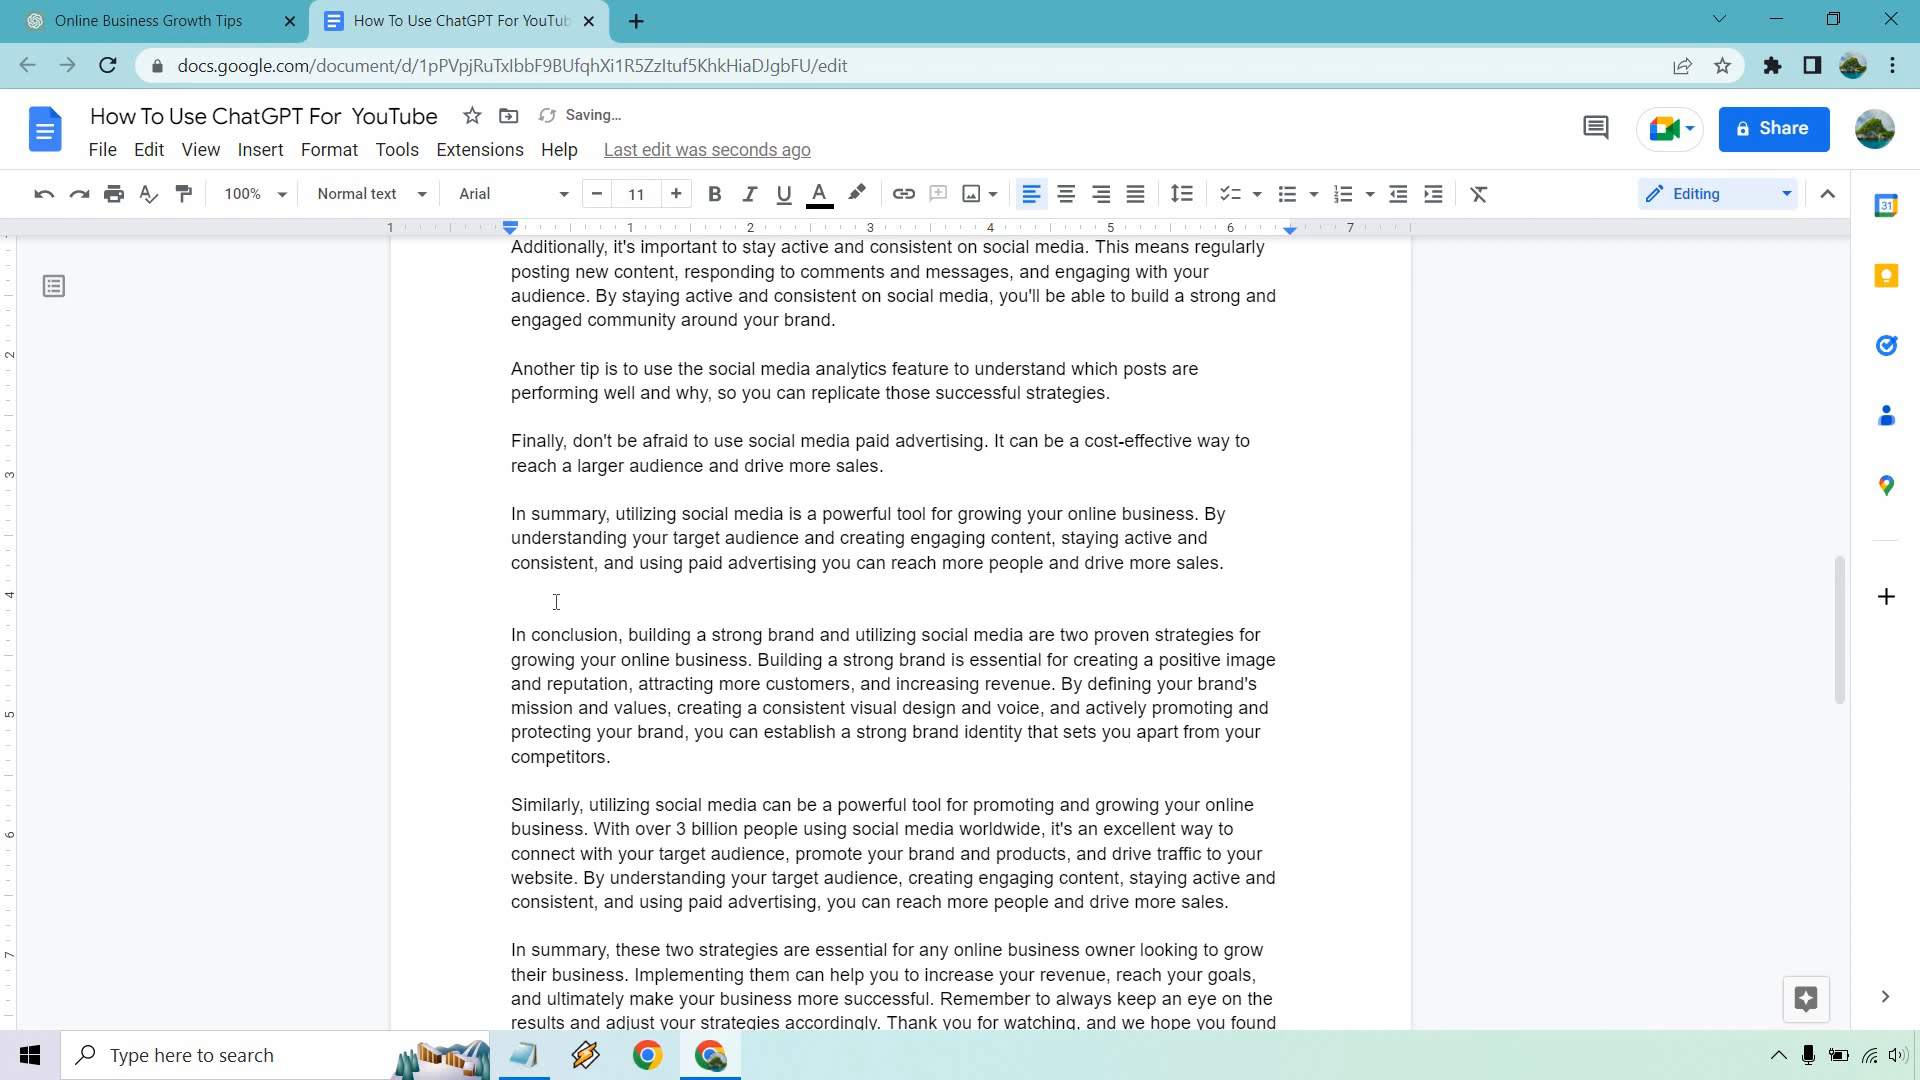 Online Business Growth Tips
How To Use ChatGPT For YouTub
docs.google.com/document/d/1pPVpjRuTxIbbF9BUfqhXi1R5ZzItuf5KhkHiaDJgbFU/edit
How To Use ChatGPT For YouTube
Saving...
Share
File Edit View Insert Format Tools Extensions Help Last edit was seconds ago
100% Normal text Arial 11 Editing
1 1 2 3 4 5 6 7
Additionally, it's important to stay active and consistent on social media. This means regularly
posting new content, responding to comments and messages, and engaging with your
audience. By staying active and consistent on social media, you'll be able to build a strong and
engaged community around your brand.
Another tip is to use the social media analytics feature to understand which posts are
performing well and why, so you can replicate those successful strategies.
Finally, don't be afraid to use social media paid advertising. It can be a cost-effective way to
reach a larger audience and drive more sales.
In summary, utilizing social media is a powerful tool for growing your online business. By
understanding your target audience and creating engaging content, staying active and
consistent, and using paid advertising you can reach more people and drive more sales.
In conclusion, building a strong brand and utilizing social media are two proven strategies for
growing your online business. Building a strong brand is essential for creating a positive image
and reputation, attracting more customers, and increasing revenue. By defining your brand's
mission and values, creating a consistent visual design and voice, and actively promoting and
protecting your brand, you can establish a strong brand identity that sets you apart from your
competitors.
Similarly, utilizing social media can be a powerful tool for promoting and growing your online
business. With over 3 billion people using social media worldwide, it's an excellent way to
connect with your target audience, promote your brand and products, and drive traffic to your
website. By understanding your target audience, creating engaging content, staying active and
consistent, and using paid advertising, you can reach more people and drive more sales.
In summary, these two strategies are essential for any online business owner looking to grow
their business. Implementing them can help you to increase your revenue, reach your goals,
and ultimately make your business more successful. Remember to always keep an eye on the
results and adjust your strategies accordingly. Thank you for watching, and we hope you found
2
3
4
5
6
7
31
Type here to search